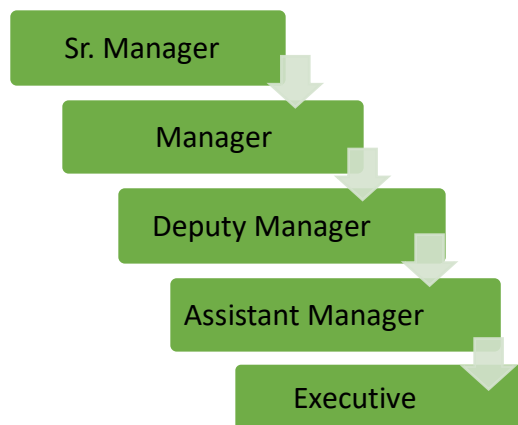 Sr. Manager
Manager
Deputy Manager
Assistant Manager
Executive